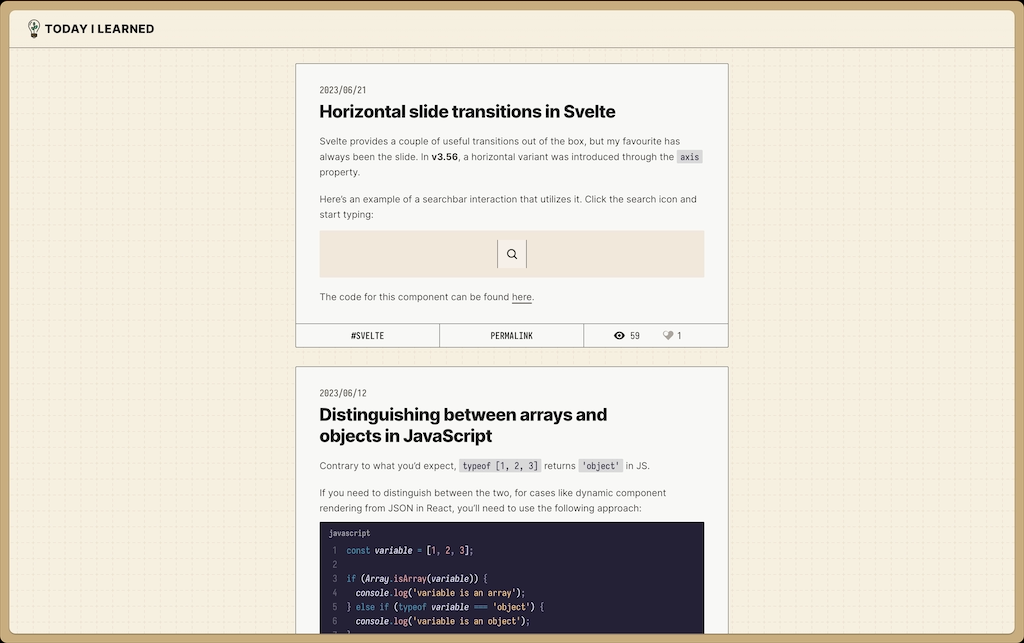 TODAY I LEARNED
2023/06/21
Horizontal slide transitions in Svelte
Svelte provides a couple of useful transitions out of the box, but my favourite has
always been the slide. In v3.56, a horizontal variant was introduced through the axis
property.
Here's an example of a searchbar interaction that utilizes it. Click the search icon and
start typing:
The code for this component can be found here.
#SVELTE
PERMALINK
59
1
2023/06/12
Distinguishing between arrays and
objects in JavaScript
Contrary to what you'd expect, typeof [1, 2, 3] returns 'object' in JS.
If you need to distinguish between the two, for cases like dynamic component
rendering from JSON in React, you'll need to use the following approach:
javascript
1 const variable = [1, 2, 3];
2
3 if (Array.isArray(variable)) {
4 console.log('variable is an array');
5 } else if (typeof variable === 'object') {
6 console.log('variable is an object');